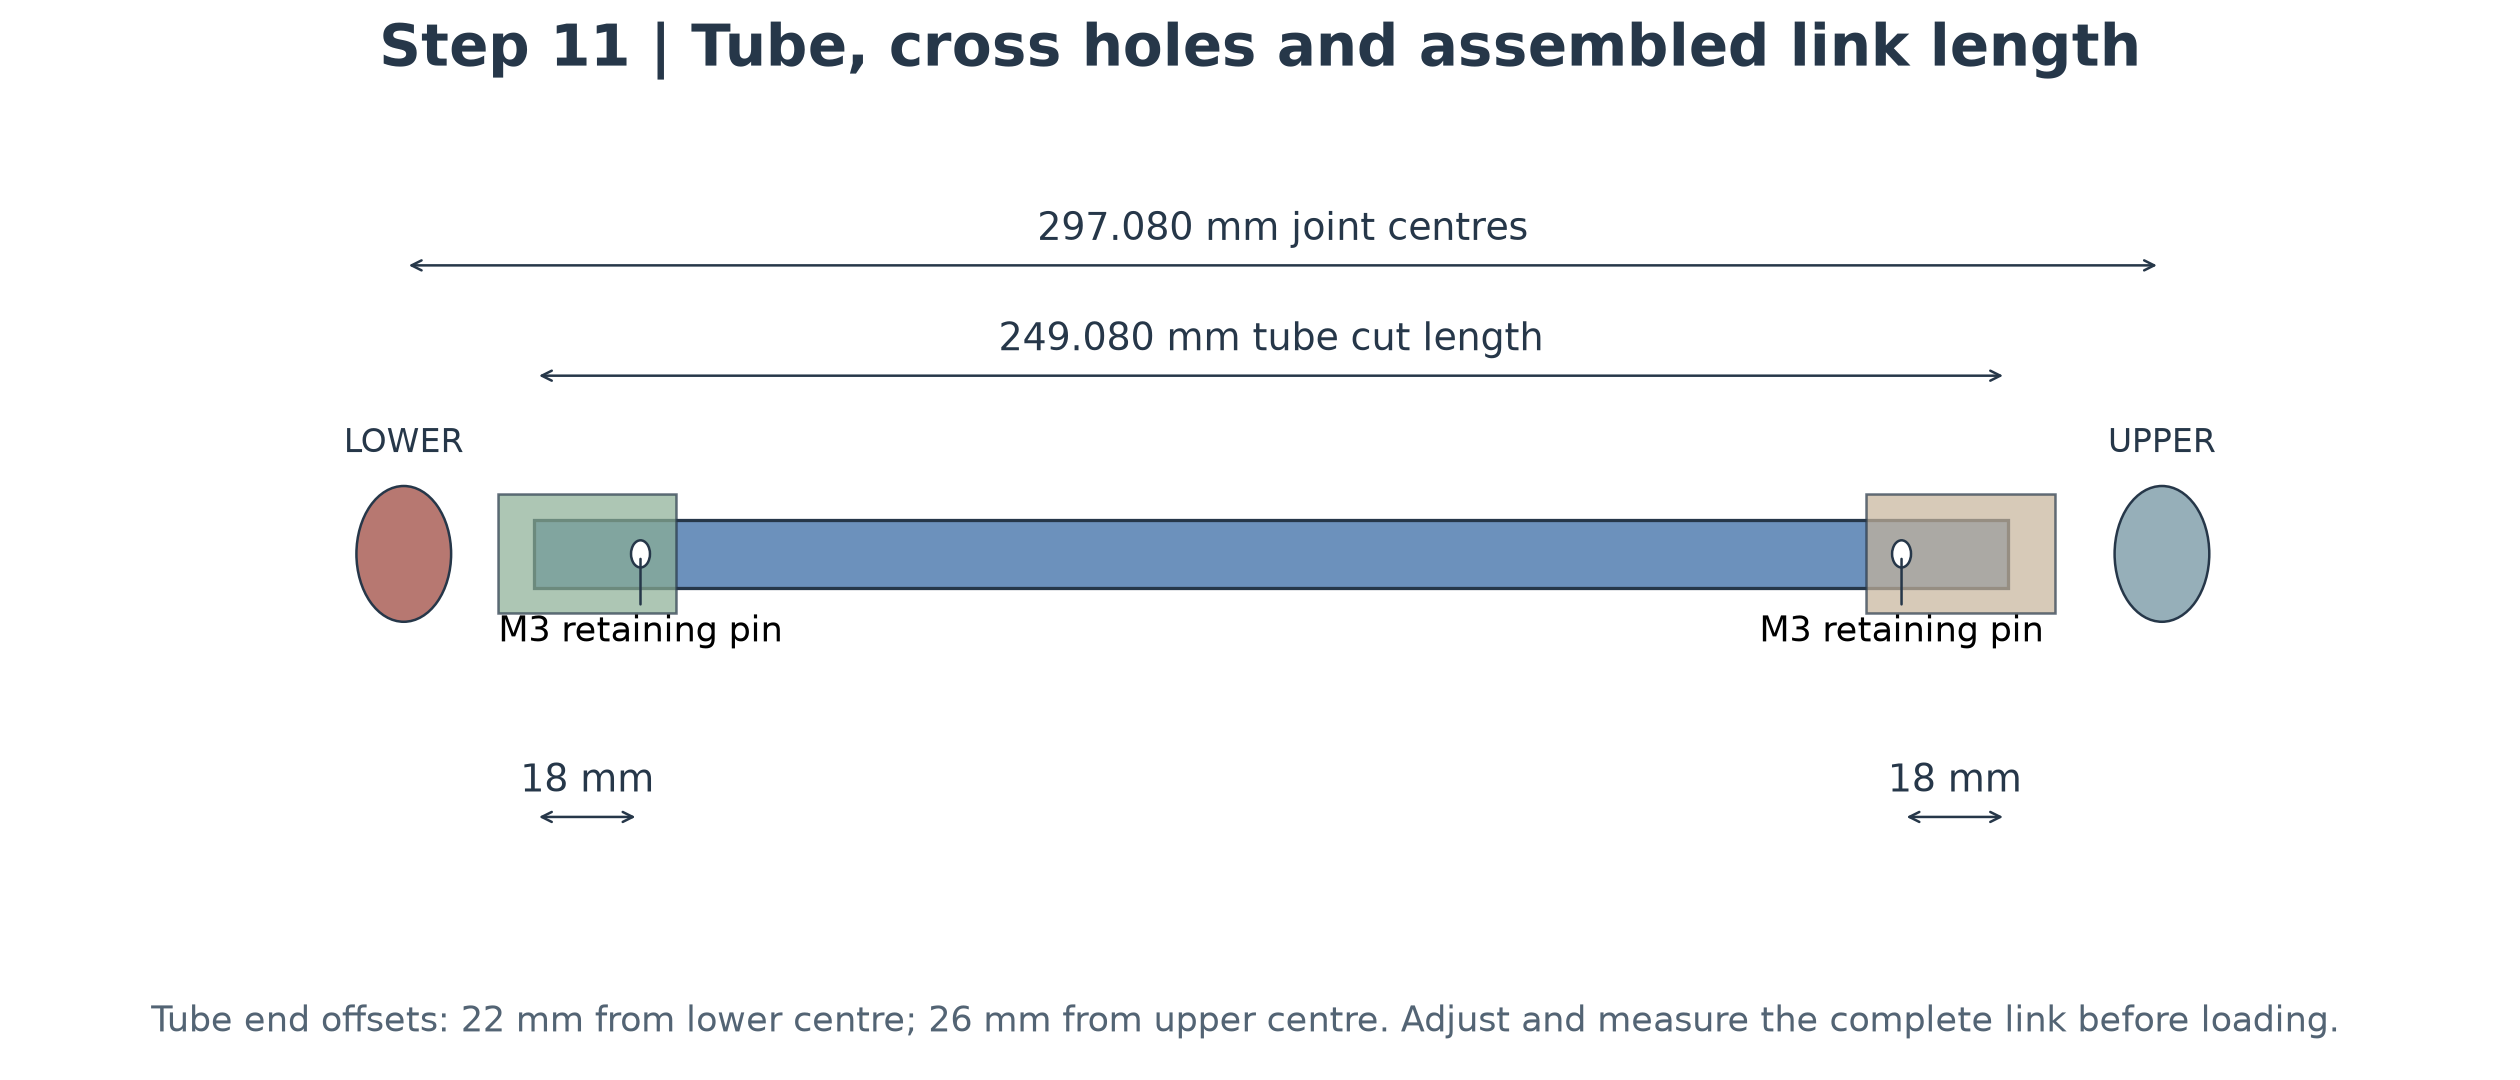 Step 11 | Tube, cross holes and assembled link length
297.080 mm joint centres
249.080 mm tube cut length
LOWER
UPPER
M3 retaining pin
M3 retaining pin
18 mm
18 mm
Tube end offsets: 22 mm from lower centre; 26 mm from upper centre. Adjust and measure the complete link before loading.